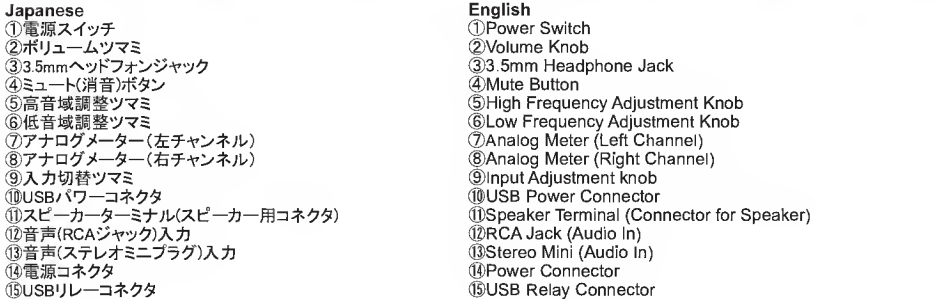 Japanese
①電源スイッチ
②ボリュームツマミ
③3.5mmヘッドフォンジャック
④ミュート(消音)ボタン
⑤高音域調整ツマミ
⑥低音域調整ツマミ
⑦アナログメーター(左チャンネル)
⑧アナログメーター(右チャンネル)
⑨入力切替ツマミ
⑩USBパワーコネクタ
⑪スピーカーターミナル(スピーカー用コネクタ)
⑫音声(RCAジャック)入力
⑬音声(ステレオミニプラグ)入力
⑭電源コネクタ
⑮USBリレーコネクタ
English
①Power Switch
②Volume Knob
③3.5mm Headphone Jack
④Mute Button
⑤High Frequency Adjustment Knob
⑥Low Frequency Adjustment Knob
⑦Analog Meter (Left Channel)
⑧Analog Meter (Right Channel)
⑨Input Adjustment knob
⑩USB Power Connector
⑪Speaker Terminal (Connector for Speaker)
⑫RCA Jack (Audio In)
⑬Stereo Mini (Audio In)
⑭Power Connector
⑮USB Relay Connector